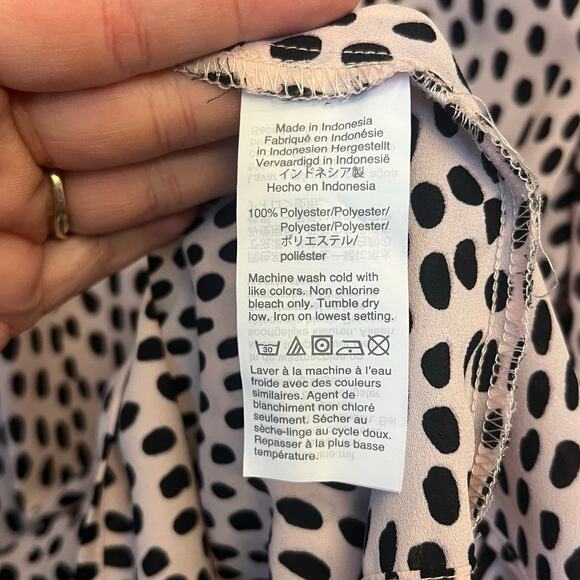 Made in Indonesia
Fabriqué en Indonésie
in Indonesien Hergestellt
Vervaardigd in Indonesië
インドネシア製
Hecho en Indonesia
100% Polyester/Polyester/
Polyester/Polyester/
ポリエステル/
poliéster
Machine wash cold with
like colors. Non chlorine
bleach only. Tumble dry
low. Iron on lowest setting.
Laver à la machine à l'eau
froide avec des couleurs
similaires. Agent de
blanchiment non chloré
seulement. Sécher au
sèche-linge au cycle doux.
Repasser à la plus basse
température.